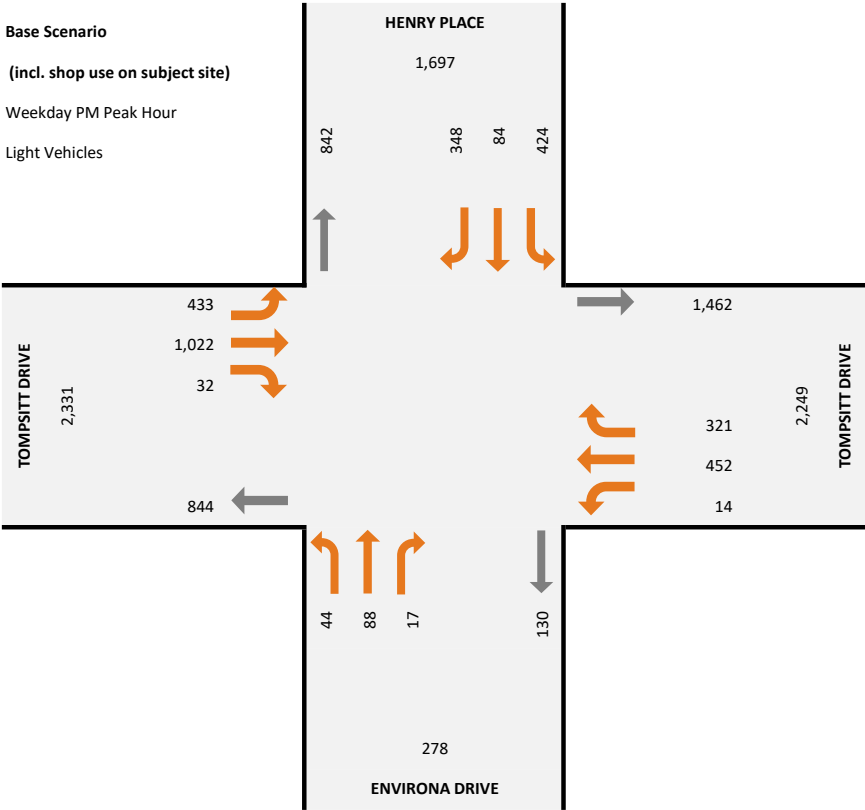 Base Scenario
(incl. shop use on subject site)
Weekday PM Peak Hour
Light Vehicles
HENRY PLACE
1,697
842
348
84
424
433
1,022
32
TOMPSITT DRIVE
2,331
844
1,462
321
452
14
2,249
TOMPSITT DRIVE
44
88
17
130
278
ENVIRONA DRIVE